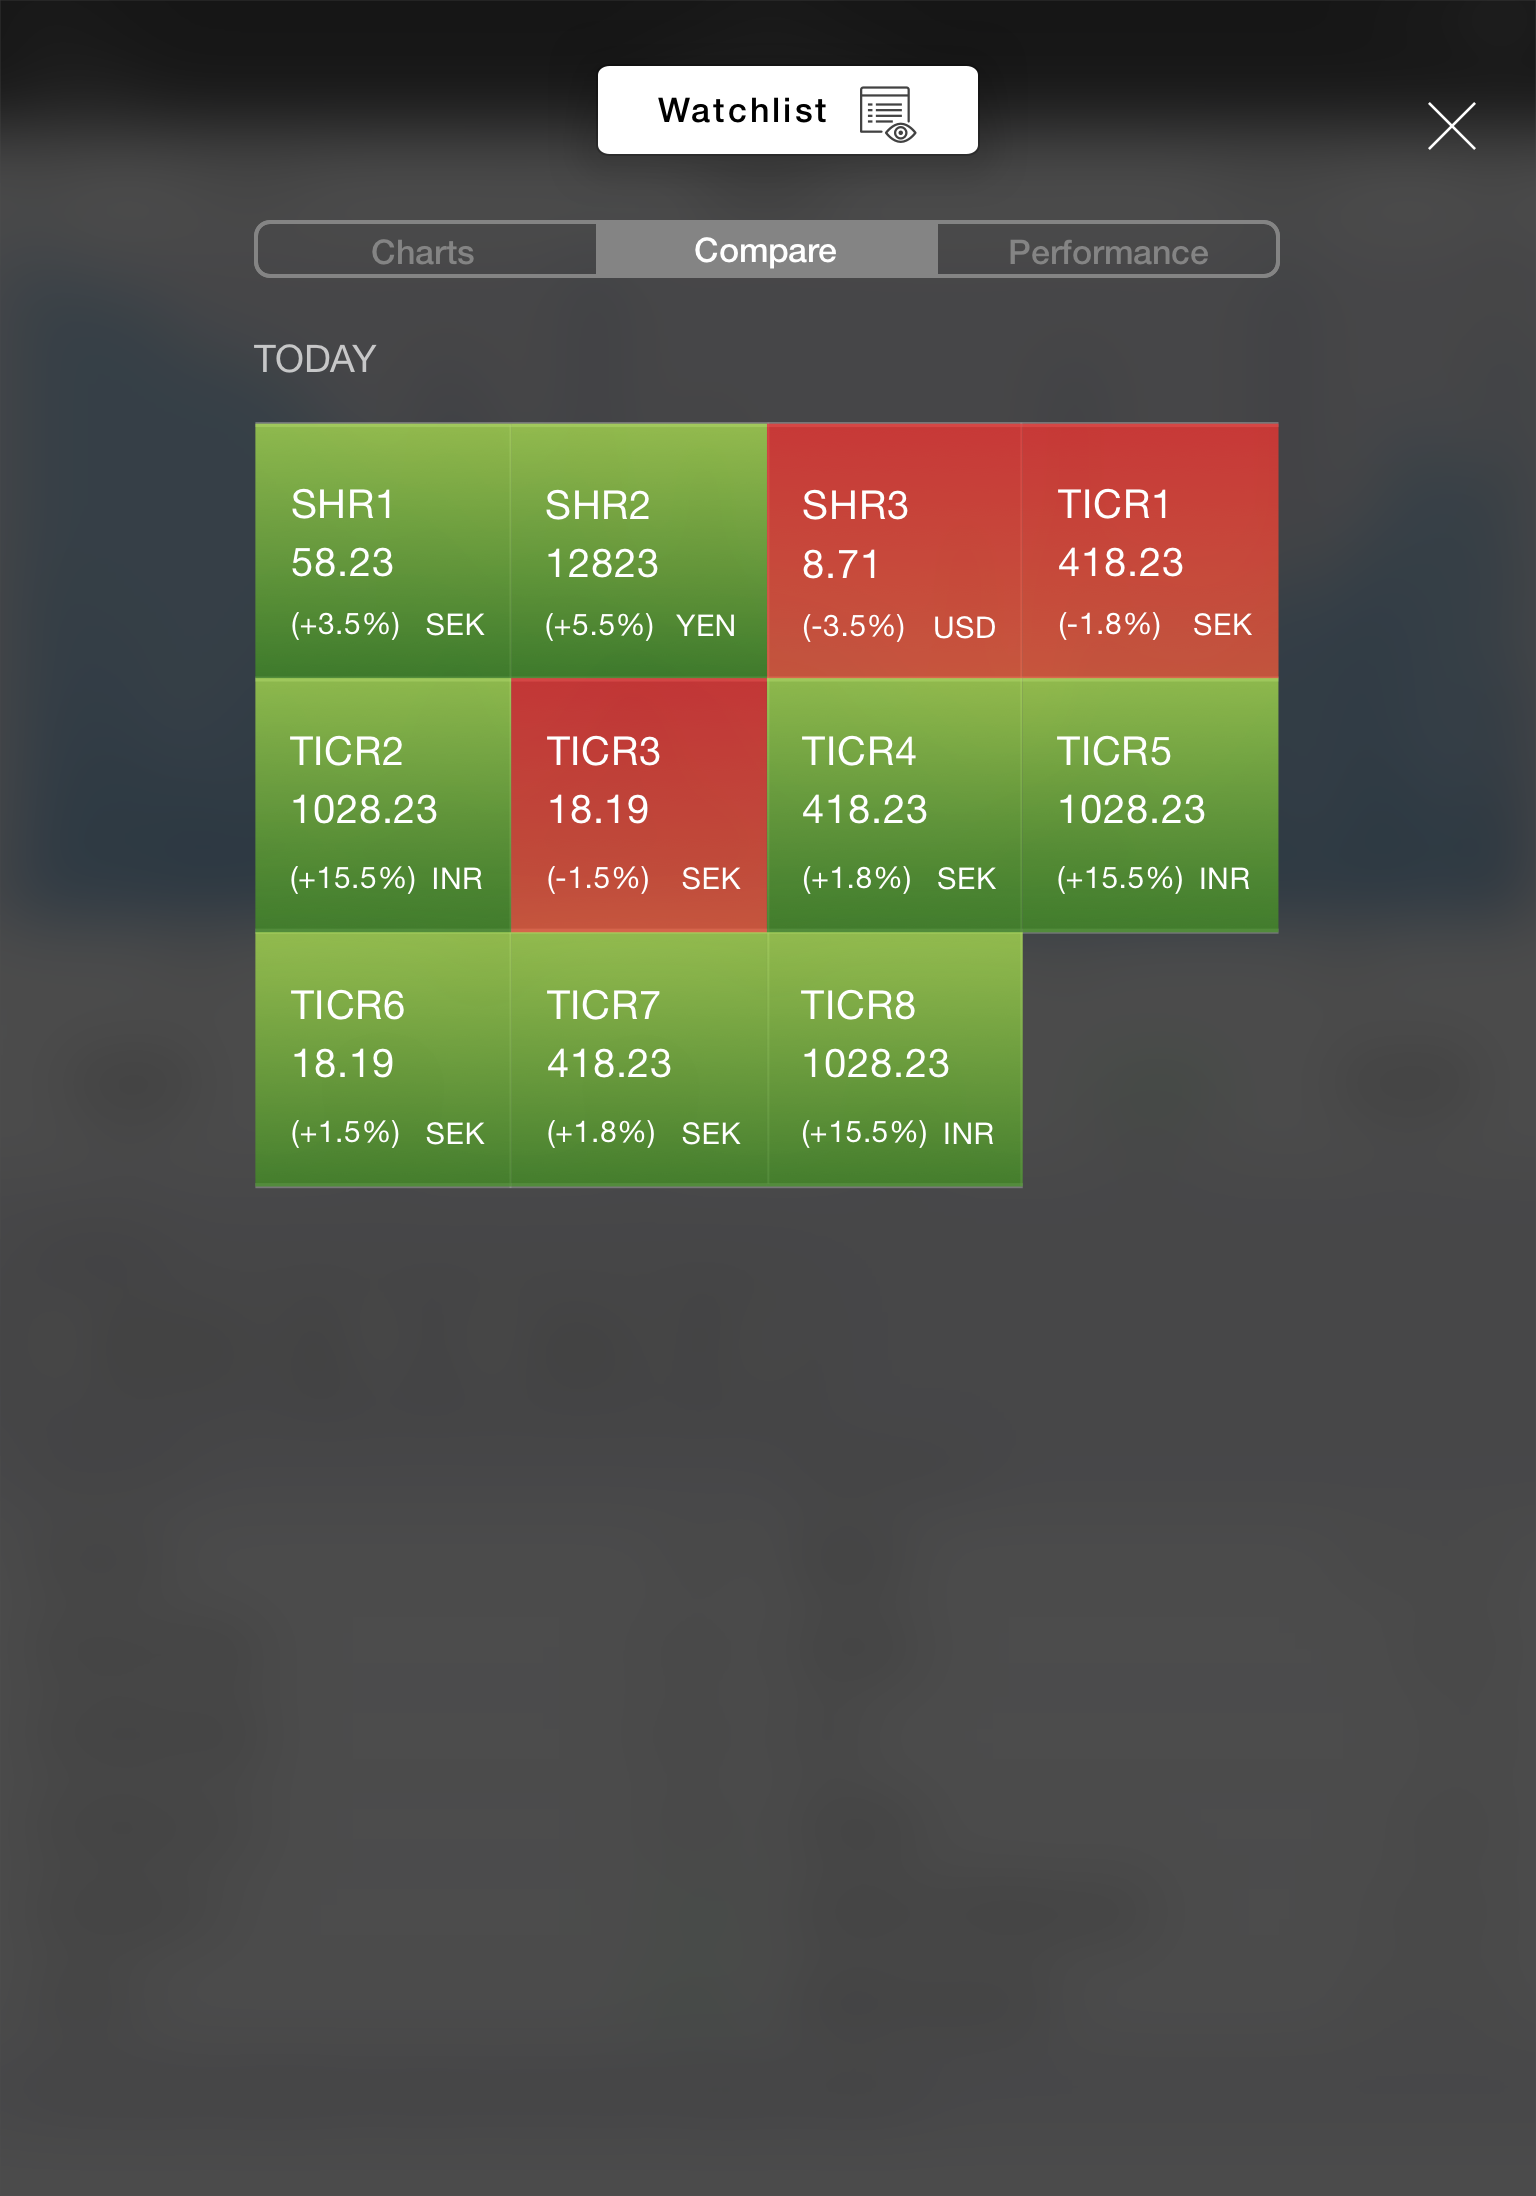 Watchlist
Charts Compare Performance
TODAY
SHR1 SHR2 SHR3 TICR1
58.23 12823 8.71 418.23
(+3.5%) SEK (+5.5%) YEN (-3.5%) USD (-1.8%) SEK
TICR2 TICR3 TICR4 TICR5
1028.23 18.19 418.23 1028.23
(+15.5%) INR (-1.5%) SEK (+1.8%) SEK (+15.5%) INR
TICR6 TICR7 TICR8
18.19 418.23 1028.23
(+1.5%) SEK (+1.8%) SEK (+15.5%) INR